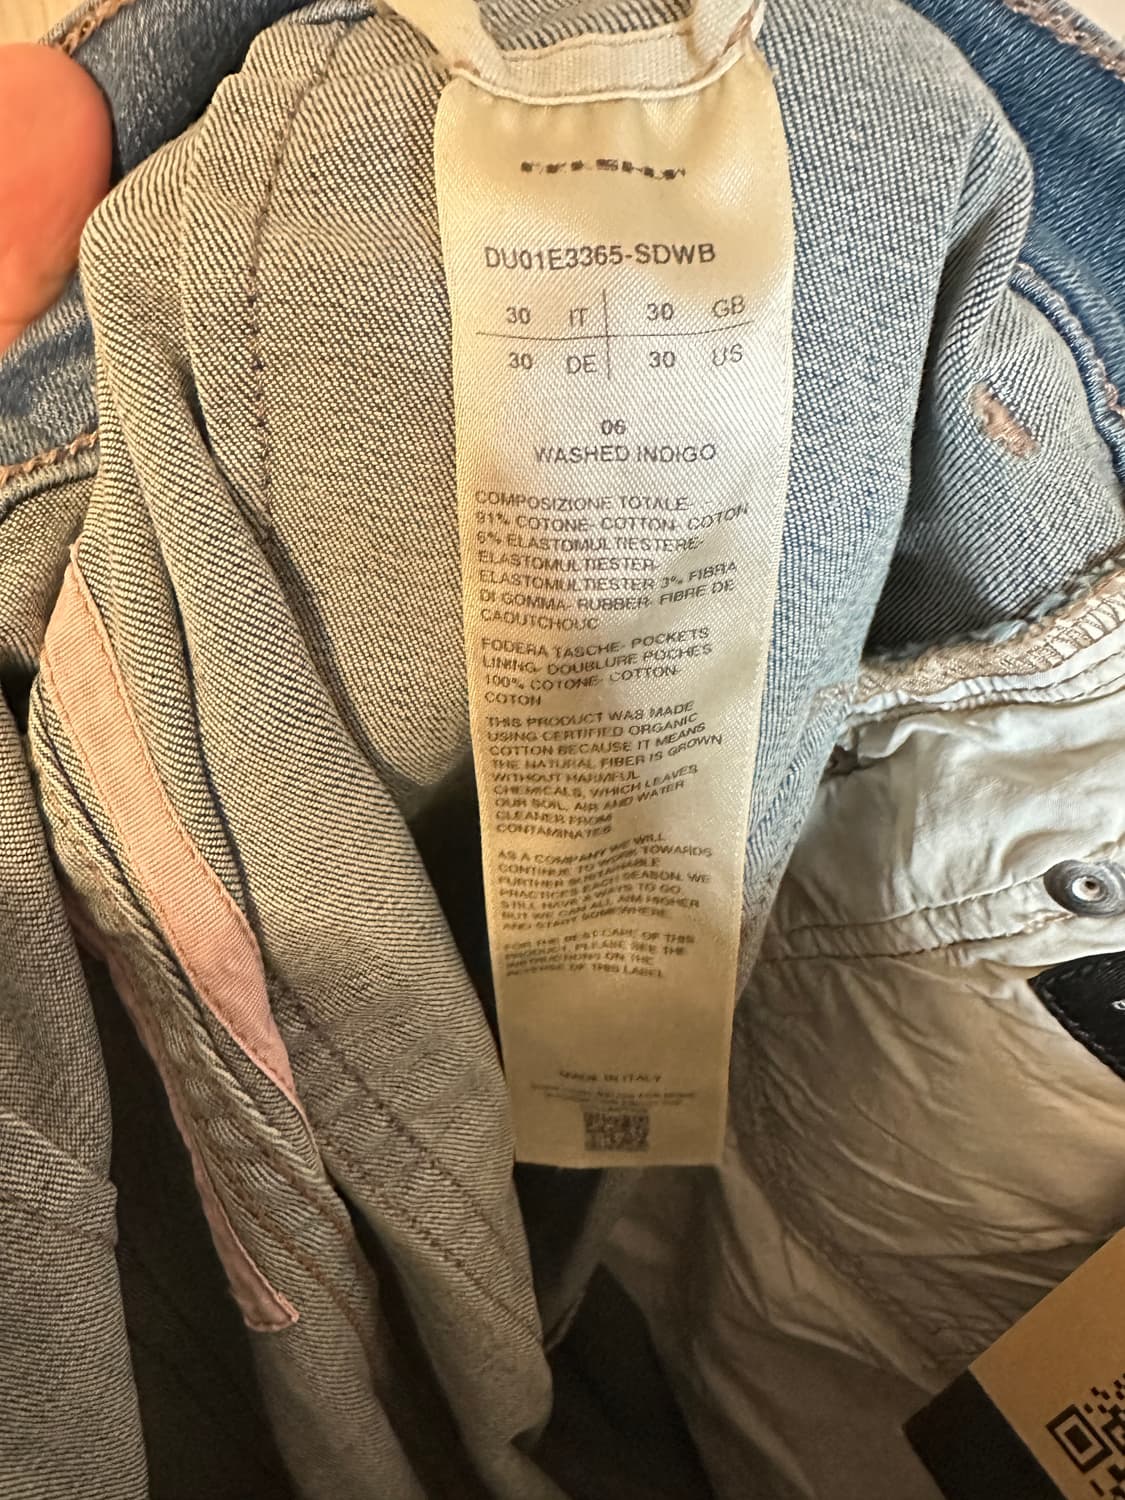 DU01E3365-SDWB
30 IT 30 GB
30 DE 30 US
06
WASHED INDIGO
COMPOSIZIONE TOTALE-
91% COTONE- COTTON- COTON
6% ELASTOMULTIESTERE-
ELASTOMULTIESTER-
ELASTOMULTIESTER 3% FIBRA
DI GOMMA- RUBBER- FIBRE DE
CAOUTCHOUC
FODERA TASCHE- POCKETS
LINING- DOUBLURE POCHES
100% COTONE- COTTON-
COTON
THIS PRODUCT WAS MADE
USING CERTIFIED ORGANIC
COTTON BECAUSE IT MEANS
THE NATURAL FIBER IS GROWN
WITHOUT HARMFUL
CHEMICALS, WHICH LEAVES
OUR SOIL, AIR AND WATER
CLEANER FROM
CONTAMINATES
AS A COMPANY WE WILL
CONTINUE TO WORK TOWARDS
FURTHER SUSTAINABLE
PRACTICES EACH SEASON. WE
STILL HAVE A WAYS TO GO
BUT WE CAN ALL AIM HIGHER
AND START SOMEWHERE
FOR THE BEST CARE OF THIS
PRODUCT, PLEASE SEE THE
INSTRUCTIONS ON THE
REVERSE OF THIS LABEL
MADE IN ITALY